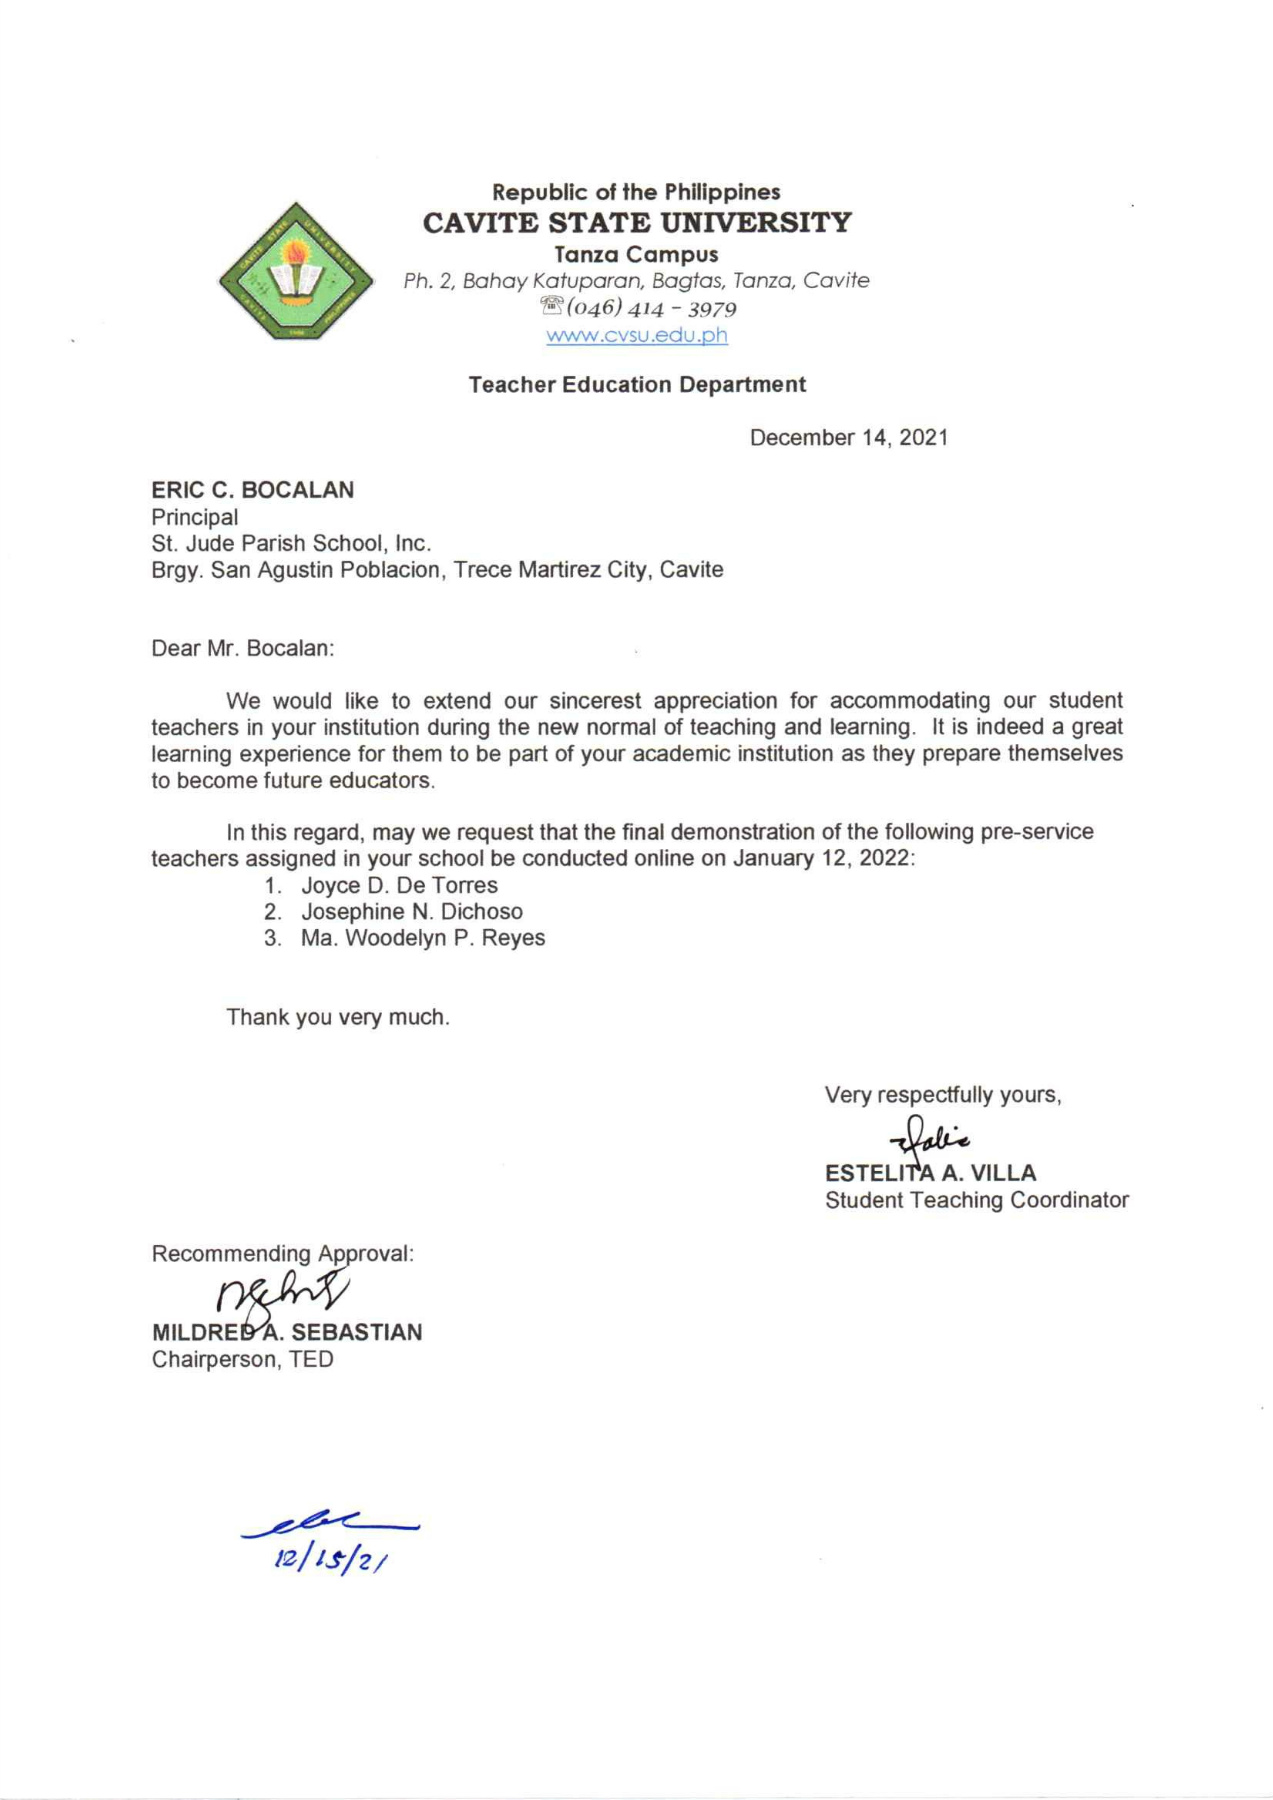 Republic of the Philippines
CAVITE STATE UNIVERSITY
Tanza Campus
Ph. 2, Bahay Katuparan, Bagtas, Tanza, Cavite
☏(046) 414 - 3979
www.cvsu.edu.ph
Teacher Education Department
December 14, 2021
ERIC C. BOCALAN
Principal
St. Jude Parish School, Inc.
Brgy. San Agustin Poblacion, Trece Martirez City, Cavite
Dear Mr. Bocalan:
We would like to extend our sincerest appreciation for accommodating our student
teachers in your institution during the new normal of teaching and learning. It is indeed a great
learning experience for them to be part of your academic institution as they prepare themselves
to become future educators.
In this regard, may we request that the final demonstration of the following pre-service
teachers assigned in your school be conducted online on January 12, 2022:
1. Joyce D. De Torres
2. Josephine N. Dichoso
3. Ma. Woodelyn P. Reyes
Thank you very much.
Very respectfully yours,
ESTELITA A. VILLA
Student Teaching Coordinator
Recommending Approval:
MILDRED A. SEBASTIAN
Chairperson, TED
12/15/21